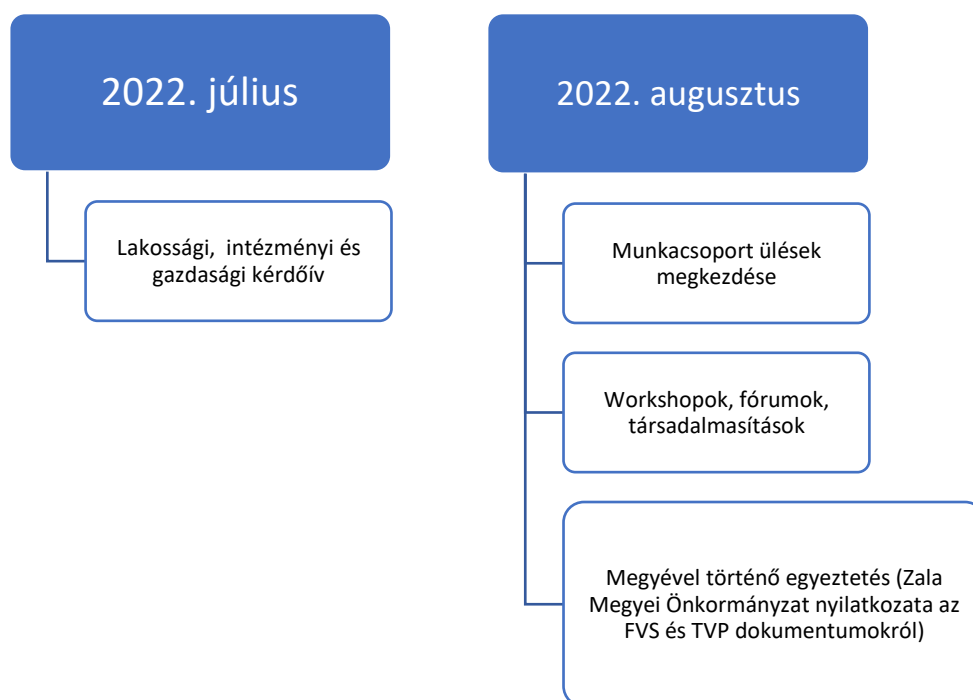 2022. július
Lakossági, intézményi és
gazdasági kérdőív
2022. augusztus
Munkacsoport ülések
megkezdése
Workshopok, fórumok,
társadalmasítások
Megyével történő egyeztetés (Zala
Megyei Önkormányzat nyilatkozata az
FVS és TVP dokumentumokról)